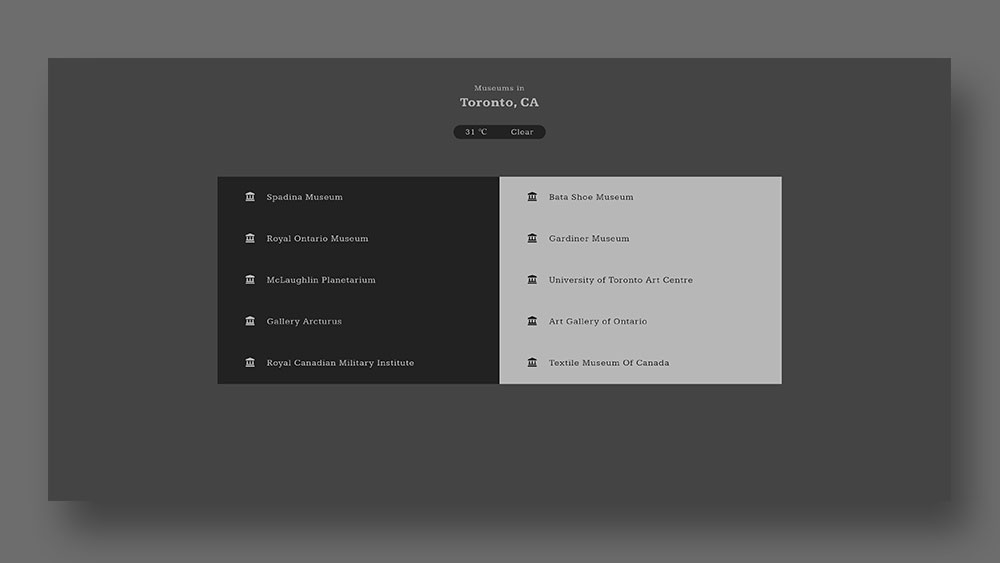 Museums in
Toronto, CA
31 °C Clear
Spadina Museum
Royal Ontario Museum
McLaughlin Planetarium
Gallery Arcturus
Royal Canadian Military Institute
Bata Shoe Museum
Gardiner Museum
University of Toronto Art Centre
Art Gallery of Ontario
Textile Museum Of Canada